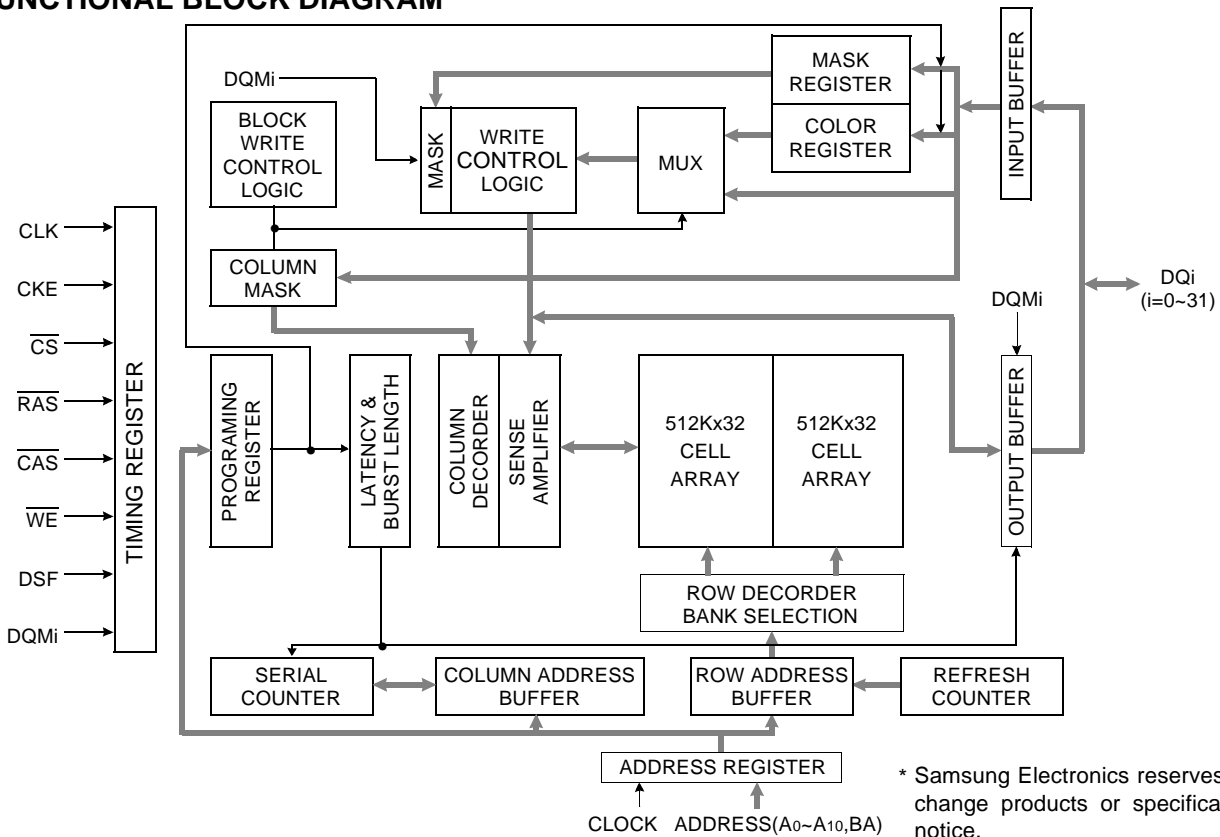 FUNCTIONAL BLOCK DIAGRAM
DQMi
BLOCK
WRITE
CONTROL
LOGIC
MASK
WRITE
CONTROL
LOGIC
MUX
MASK
REGISTER
COLOR
REGISTER
INPUT BUFFER
CLK
CKE
CS
RAS
CAS
WE
DSF
DQMi
TIMING REGISTER
COLUMN
MASK
DQMi
DQi
(i=0~31)
PROGRAMING
REGISTER
LATENCY &
BURST LENGTH
COLUMN
DECORDER
SENSE
AMPLIFIER
512Kx32
CELL
ARRAY
512Kx32
CELL
ARRAY
OUTPUT BUFFER
ROW DECORDER
BANK SELECTION
SERIAL
COUNTER
COLUMN ADDRESS
BUFFER
ROW ADDRESS
BUFFER
REFRESH
COUNTER
ADDRESS REGISTER
CLOCK
ADDRESS(A0~A10,BA)
* Samsung Electronics reserves
change products or specifica
notice.